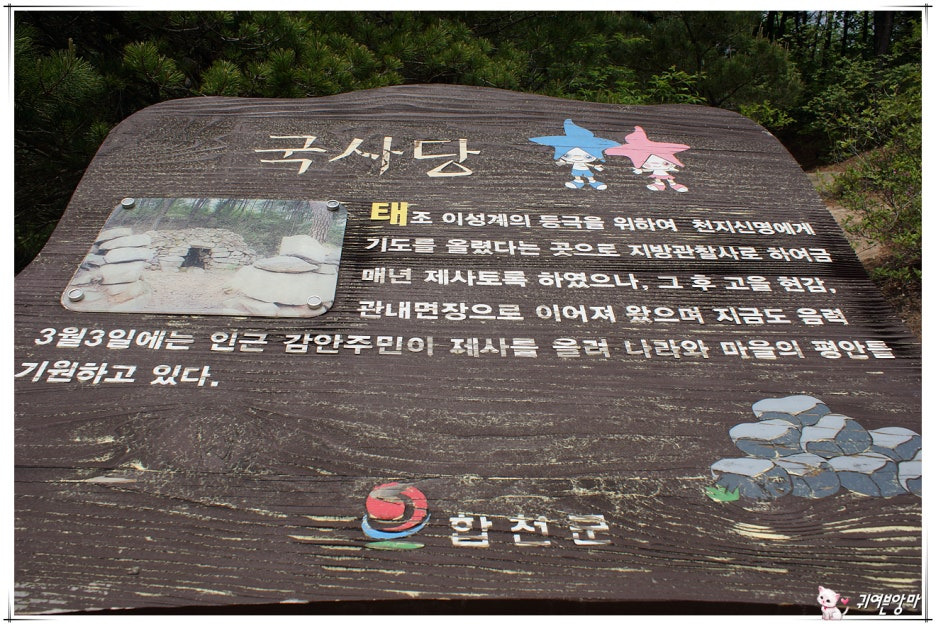 국사당
태조 이성계의 등극을 위하여 천지신명에게
기도를 올렸다는 곳으로 지방관찰사로 하여금
매년 제사토록 하였으나, 그 후 고을 현감,
관내면장으로 이어져 왔으며 지금도 음력
3월3일에는 인근 감안주민이 제사를 올려 나라와 마을의 평안들
기원하고 있다.
합천군
귀여븐앙마